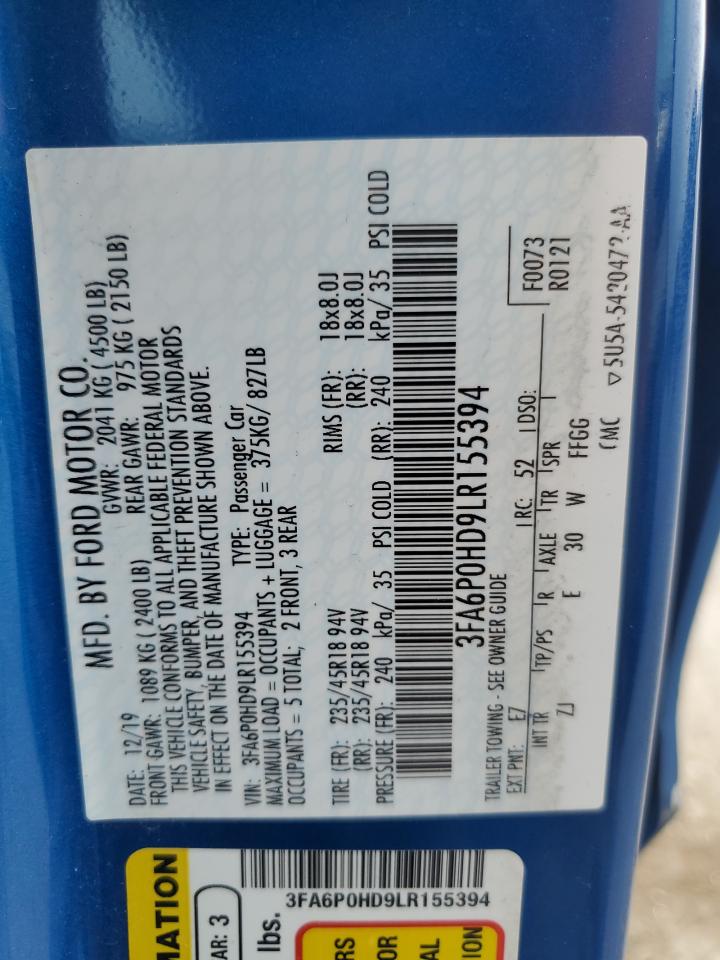 MFD. BY FORD MOTOR CO.
DATE: 12/19 GVWR: 2041 KG ( 4500 LB)
FRONT GAWR: 1089 KG ( 2400 LB) REAR GAWR: 975 KG ( 2150 LB)
THIS VEHICLE CONFORMS TO ALL APPLICABLE FEDERAL MOTOR
VEHICLE SAFETY, BUMPER, AND THEFT PREVENTION STANDARDS
IN EFFECT ON THE DATE OF MANUFACTURE SHOWN ABOVE.
VIN: 3FA6P0HD9LR155394 TYPE: Passenger Car
MAXIMUM LOAD = OCCUPANTS + LUGGAGE = 375KG/ 827LB
OCCUPANTS = 5 TOTAL; 2 FRONT, 3 REAR
TIRE (FR): 235/45R18 94V RIMS (FR): 18x8.0J
(RR): 235/45R18 94V (RR): 18x8.0J
PRESSURE (FR): 240 kPa/ 35 PSI COLD (RR): 240 kPa/ 35 PSI COLD
3FA6P0HD9LR155394
TRAILER TOWING - SEE OWNER GUIDE F0073
EXT PNT: E7 RC: 52 DSO: R0121
INT TR TP/PS R AXLE TR SPR
ZJ E 30 W FFGG
CMC ▽5U5A-5420472-AA
MATION
AR: 3
lbs.
3FA6P0HD9LR155394
RS
OR
AL
ION